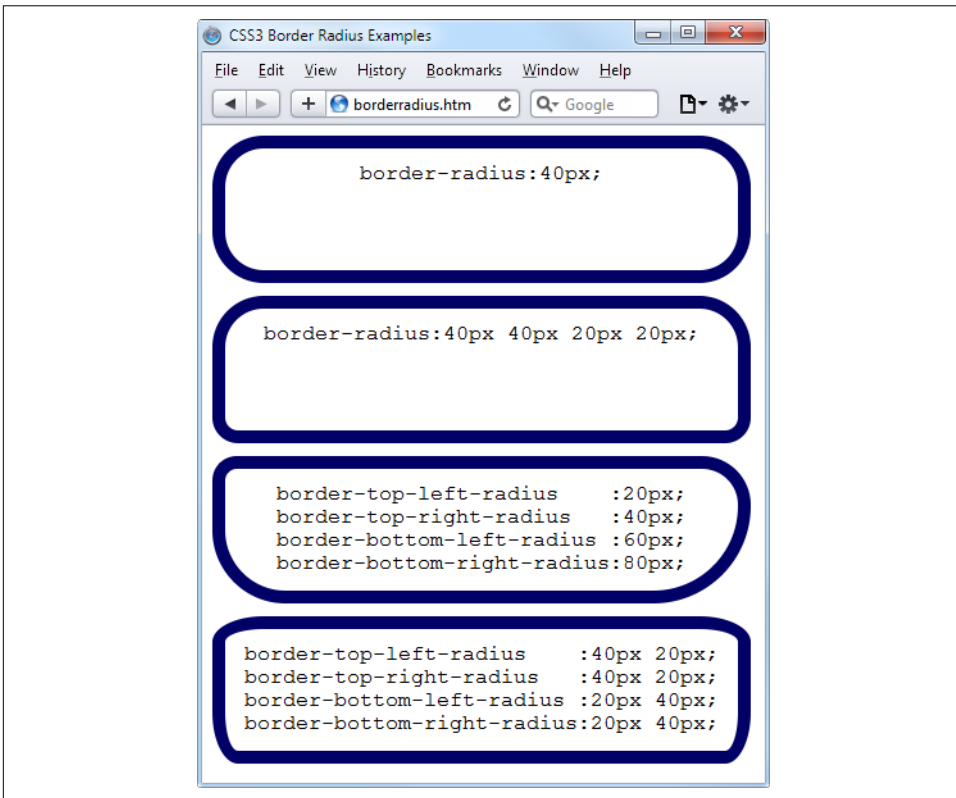 CSS3 Border Radius Examples
File Edit View History Bookmarks Window Help
borderradius.htm Google
border-radius:40px;
border-radius:40px 40px 20px 20px;
border-top-left-radius    :20px;
border-top-right-radius   :40px;
border-bottom-left-radius :60px;
border-bottom-right-radius:80px;
border-top-left-radius    :40px 20px;
border-top-right-radius   :40px 20px;
border-bottom-left-radius :20px 40px;
border-bottom-right-radius:20px 40px;